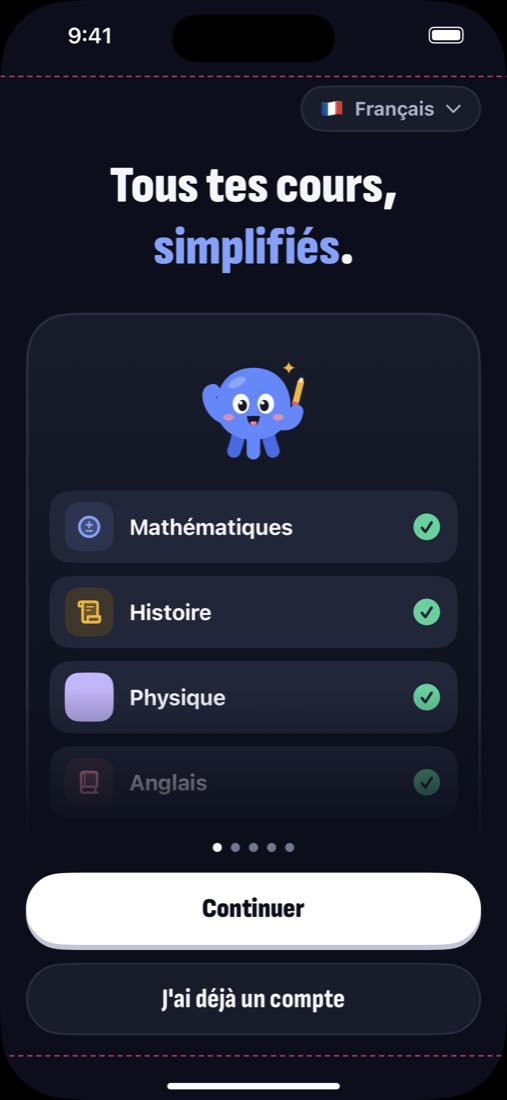 9:41
Français
Tous tes cours,
simplifiés.
Mathématiques
Histoire
Physique
Anglais
Continuer
J'ai déjà un compte